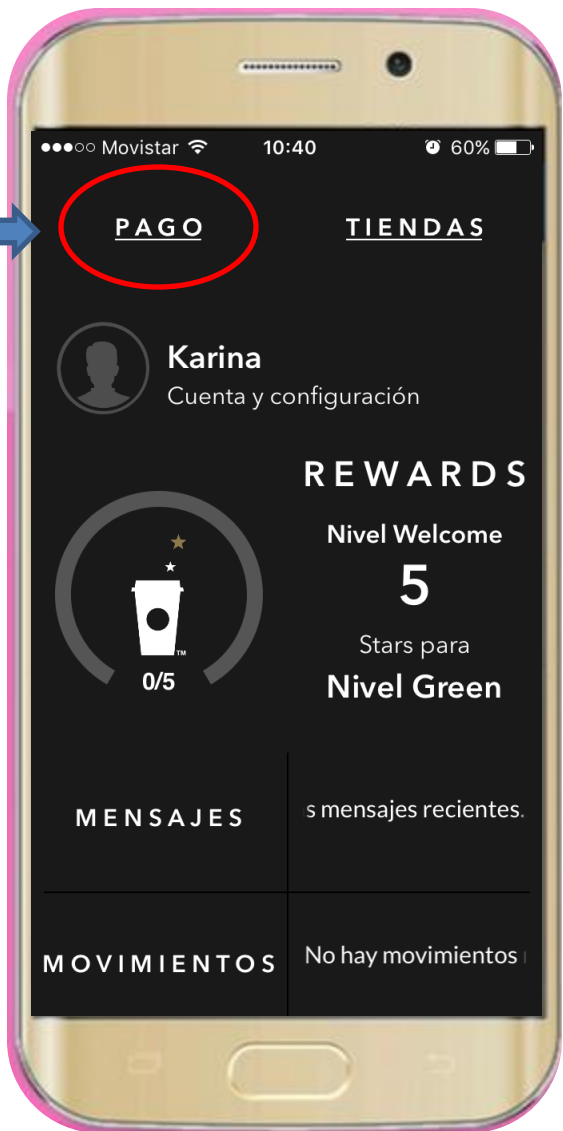 Movistar 10:40 60%
PAGO TIENDAS
Karina
Cuenta y configuración
REWARDS
Nivel Welcome
5
Stars para
Nivel Green
TM
0/5
MENSAJES
s mensajes recientes.
MOVIMIENTOS
No hay movimientos